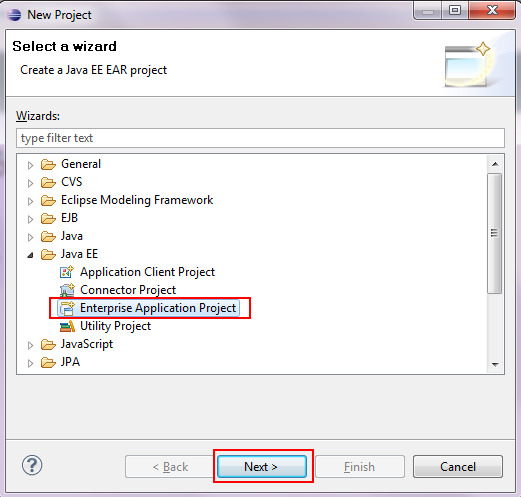 New Project
Select a wizard
Create a Java EE EAR project
Wizards:
type filter text
General
CVS
Eclipse Modeling Framework
EJB
Java
Java EE
Application Client Project
Connector Project
Enterprise Application Project
Utility Project
JavaScript
JPA
< Back
Next >
Finish
Cancel